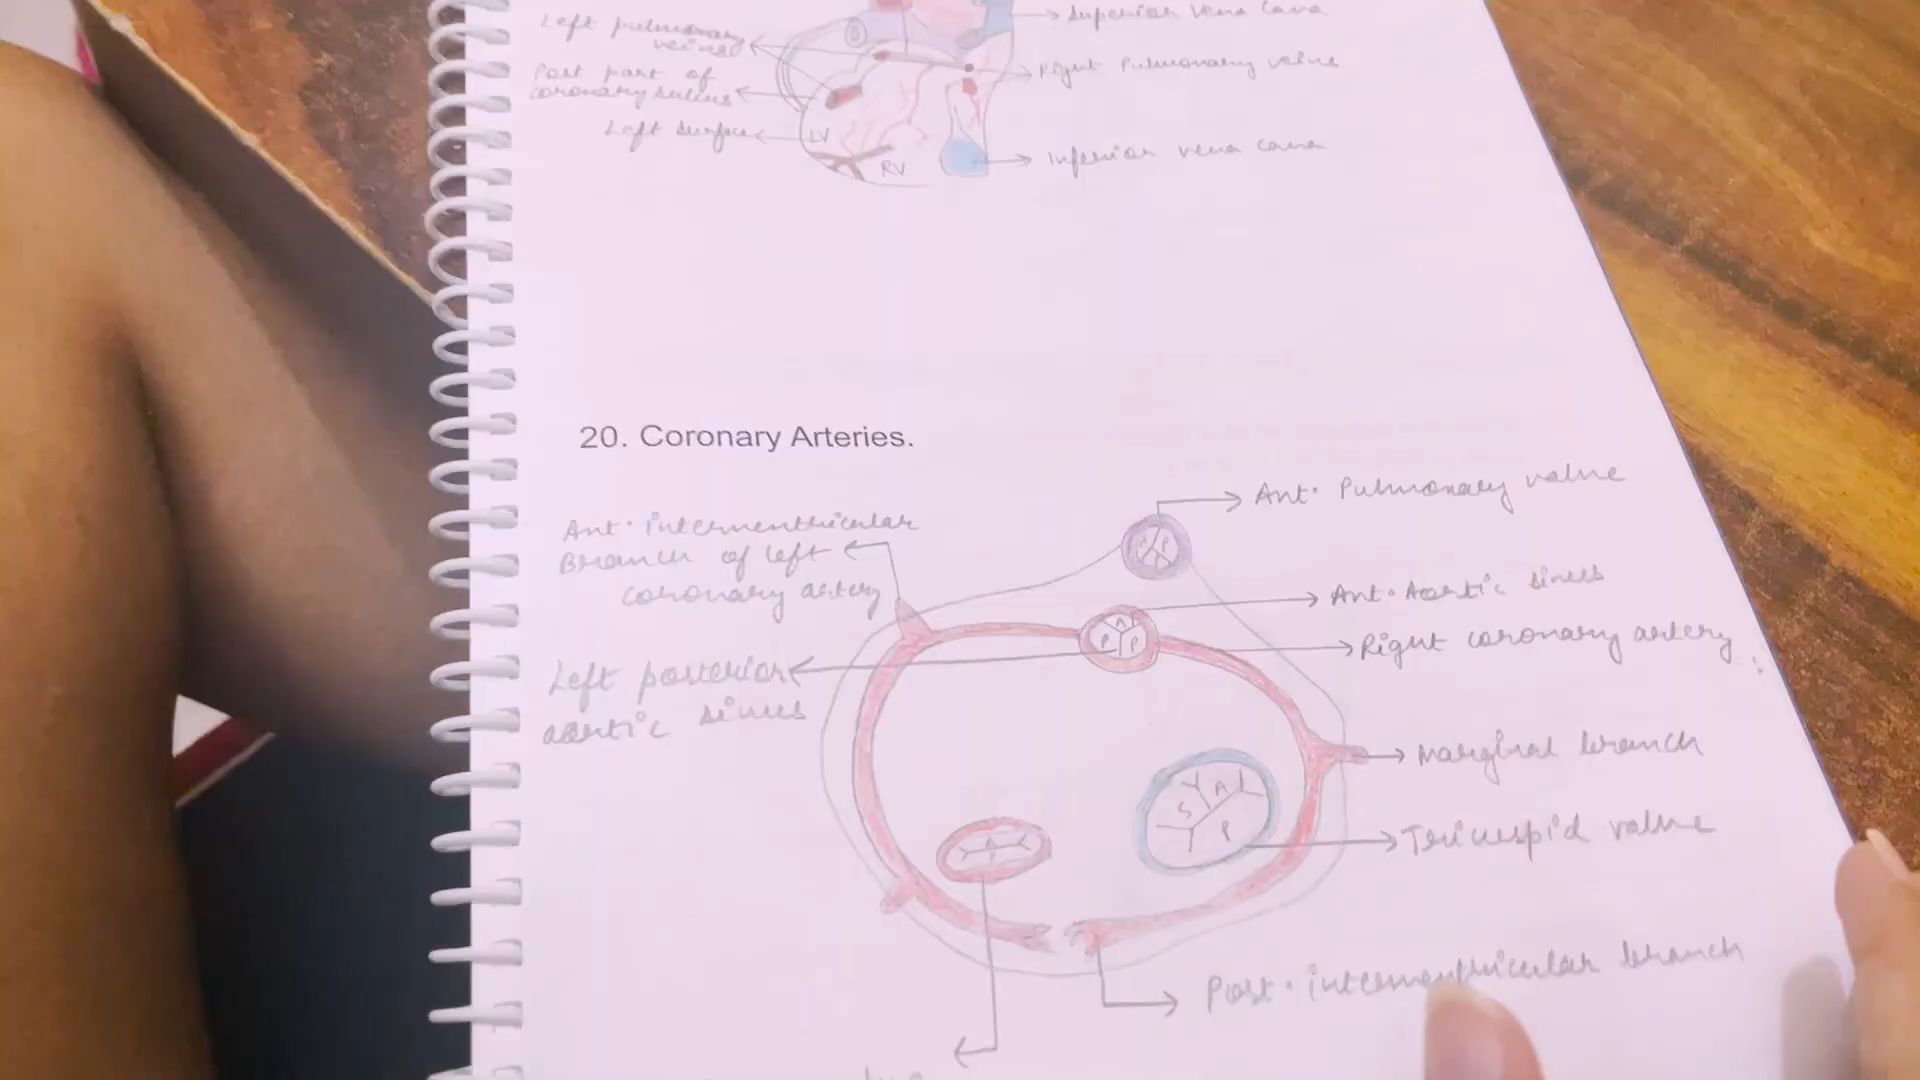 Superior vena cava
Left pulmonary
veins
Right Pulmonary veins
Post part of
coronary sulcus
Left surface
LV
RV
Inferior vena cava
20. Coronary Arteries.
Ant. Pulmonary valve
Ant. interventricular
Branch of left
coronary artery
A P
Ant. Aortic sinus
A
P P
Right coronary artery
Left posterior
aortic sinus
Marginal branch
S A
P
Tricuspid valve
A
P
Post. interventricular branch